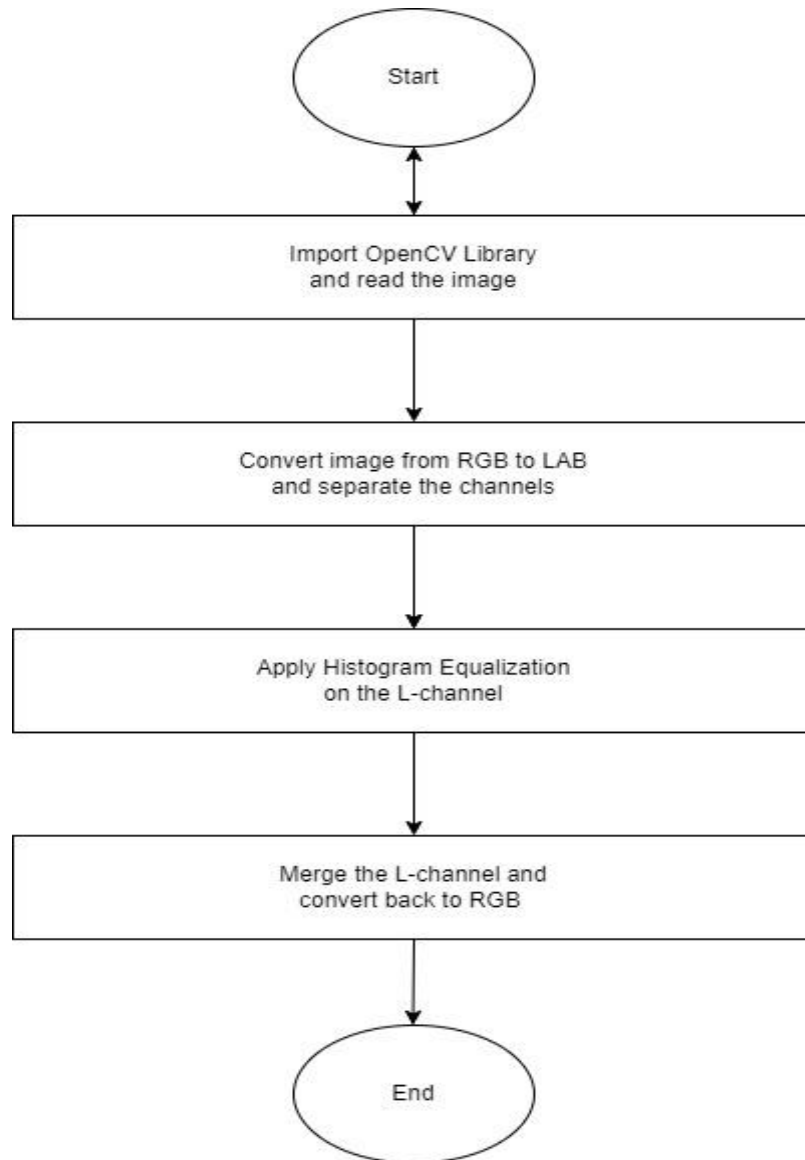 Start
Import OpenCV Library
and read the image
Convert image from RGB to LAB
and separate the channels
Apply Histogram Equalization
on the L-channel
Merge the L-channel and
convert back to RGB
End